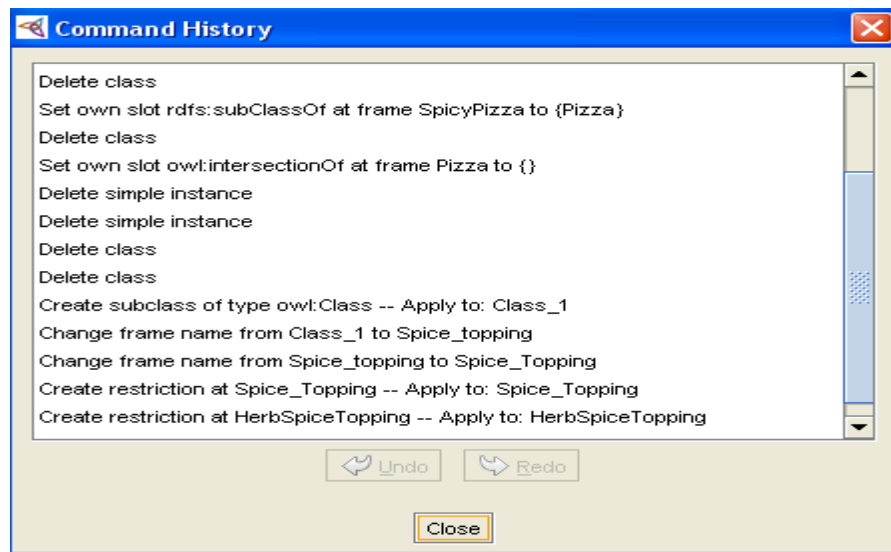 Command History
Delete class
Set own slot rdfs:subClassOf at frame SpicyPizza to {Pizza}
Delete class
Set own slot owl:intersectionOf at frame Pizza to {}
Delete simple instance
Delete simple instance
Delete class
Delete class
Create subclass of type owl:Class -- Apply to: Class_1
Change frame name from Class_1 to Spice_topping
Change frame name from Spice_topping to Spice_Topping
Create restriction at Spice_Topping -- Apply to: Spice_Topping
Create restriction at HerbSpiceTopping -- Apply to: HerbSpiceTopping
Undo Redo
Close